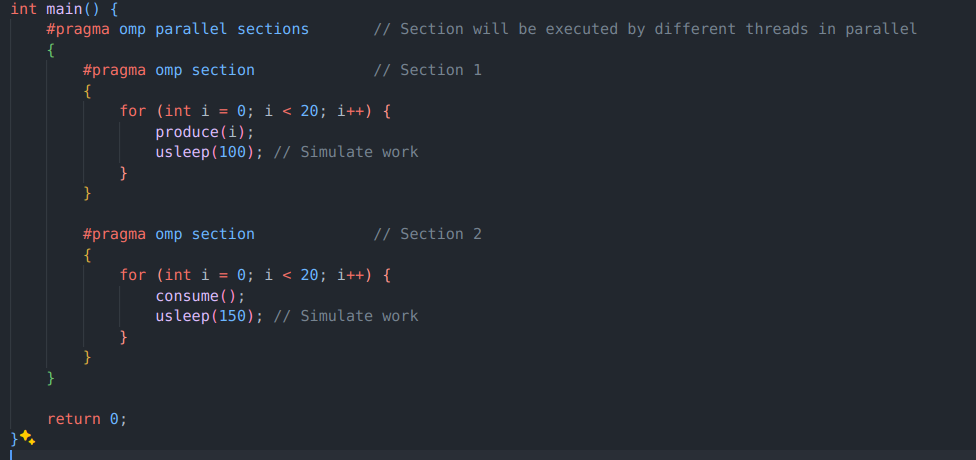 int main() {
    #pragma omp parallel sections       // Section will be executed by different threads in parallel
    {
        #pragma omp section             // Section 1
        {
            for (int i = 0; i < 20; i++) {
                produce(i);
                usleep(100); // Simulate work
            }
        }

        #pragma omp section             // Section 2
        {
            for (int i = 0; i < 20; i++) {
                consume();
                usleep(150); // Simulate work
            }
        }
    }

    return 0;
}